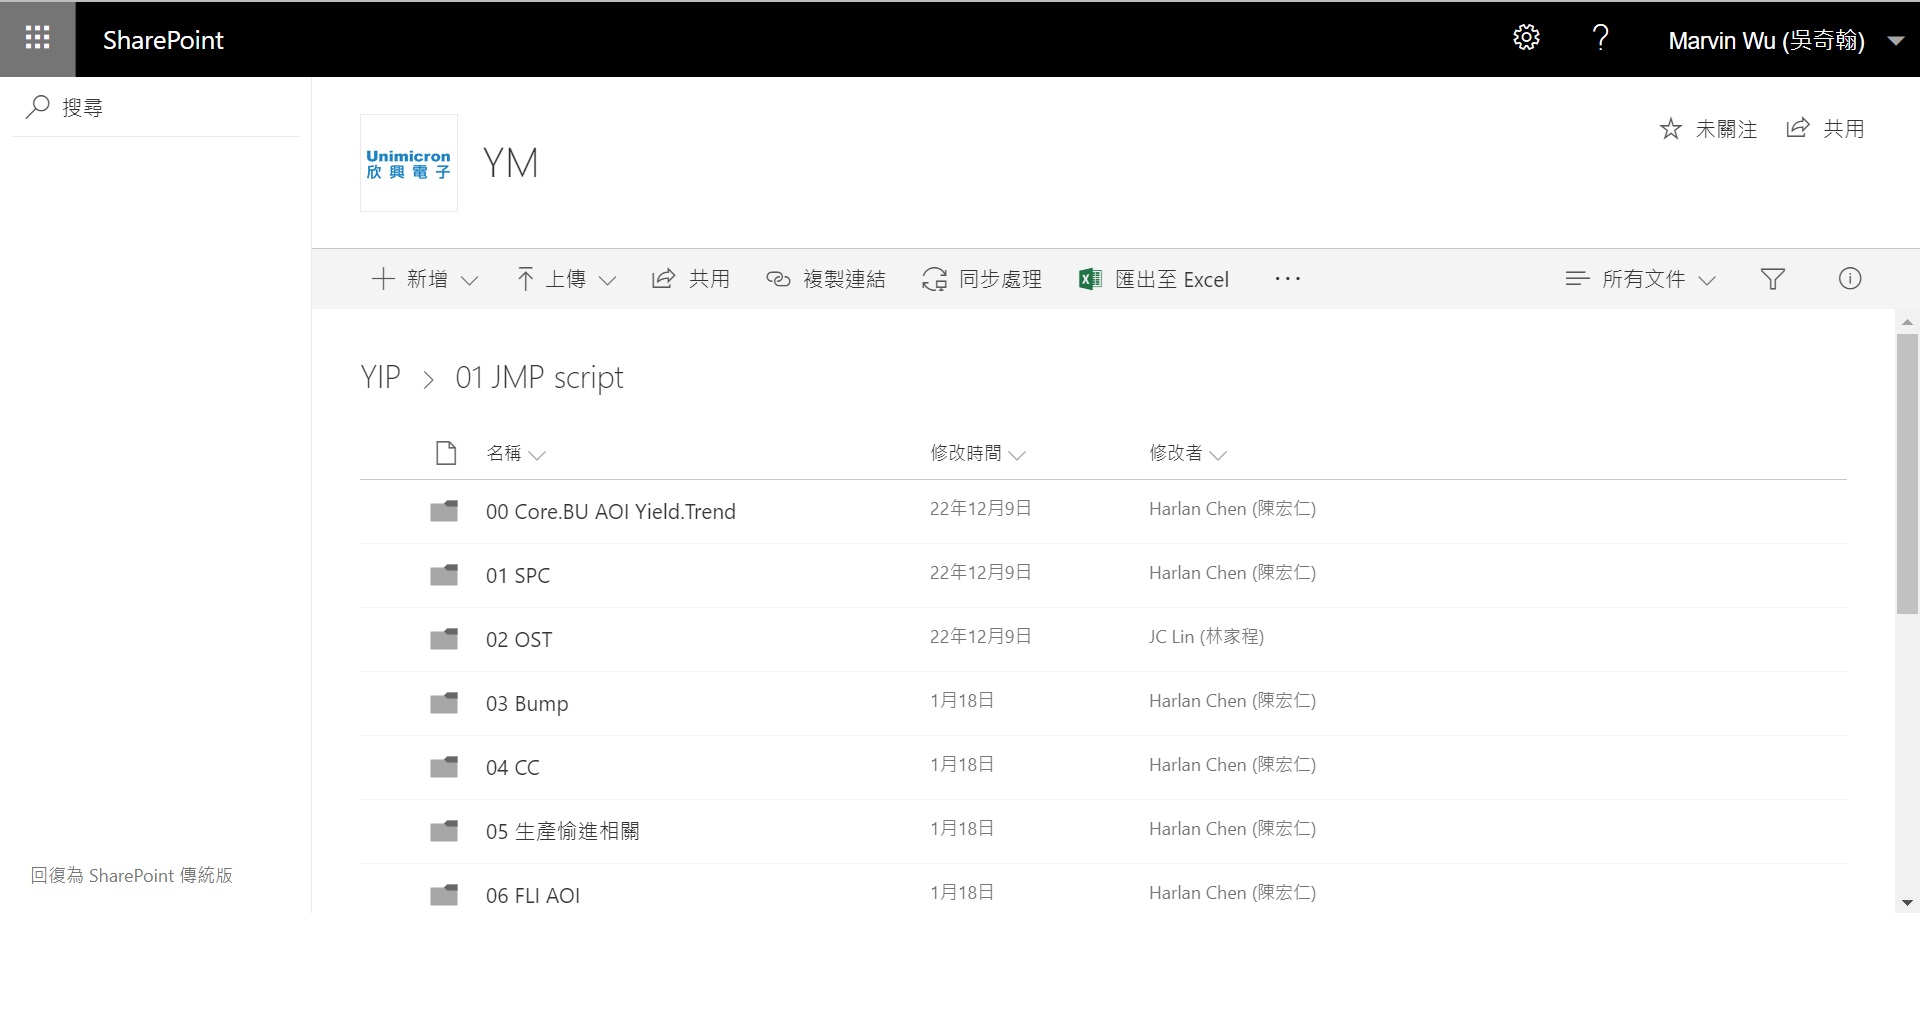 SharePoint
Marvin Wu (吳奇翰)
搜尋
Unimicron
欣興電子
YM
未關注 共用
新增 上傳 共用 複製連結 同步處理 匯出至 Excel ··· 所有文件
YIP > 01 JMP script
名稱 修改時間 修改者
00 Core.BU AOI Yield.Trend 22年12月9日 Harlan Chen (陳宏仁)
01 SPC 22年12月9日 Harlan Chen (陳宏仁)
02 OST 22年12月9日 JC Lin (林家程)
03 Bump 1月18日 Harlan Chen (陳宏仁)
04 CC 1月18日 Harlan Chen (陳宏仁)
05 生產愉進相關 1月18日 Harlan Chen (陳宏仁)
06 FLI AOI 1月18日 Harlan Chen (陳宏仁)
回復為 SharePoint 傳統版